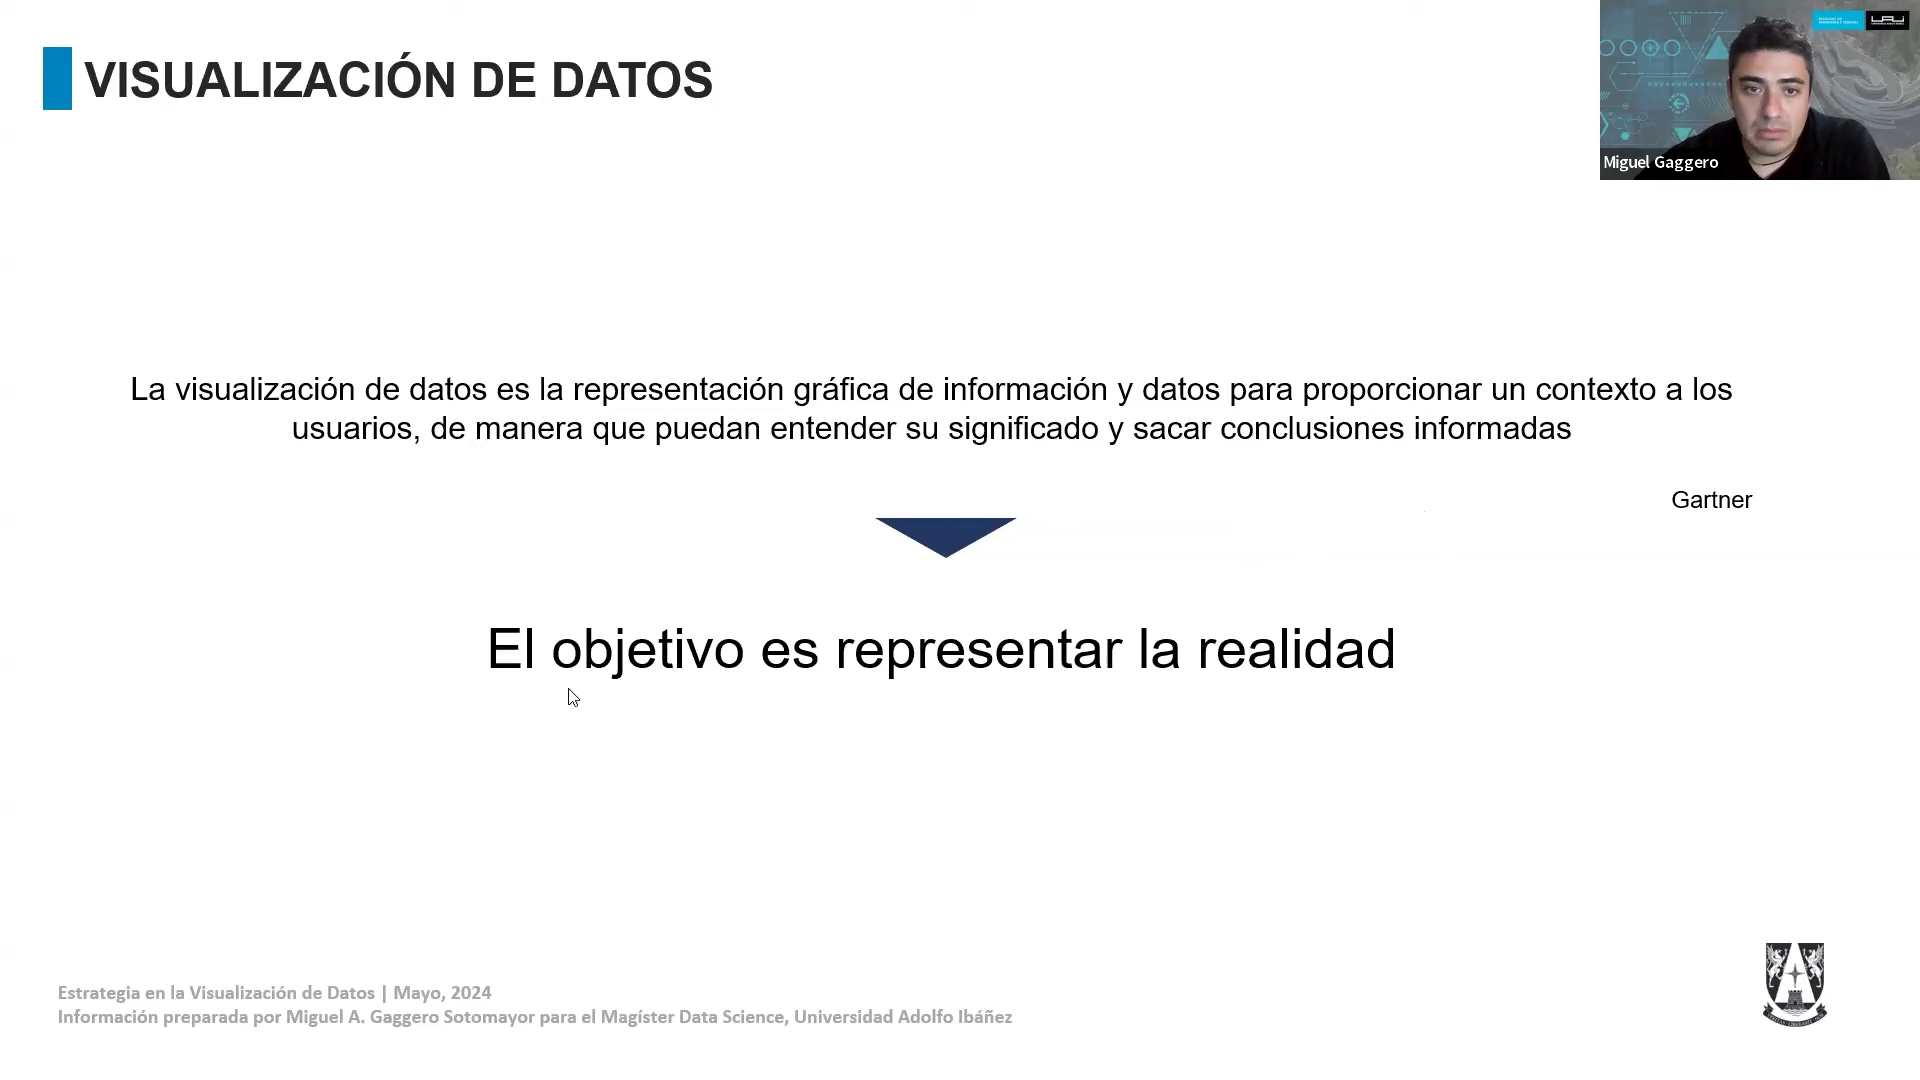 VISUALIZACIÓN DE DATOS
Miguel Gaggero
La visualización de datos es la representación gráfica de información y datos para proporcionar un contexto a los
usuarios, de manera que puedan entender su significado y sacar conclusiones informadas
Gartner
El objetivo es representar la realidad
Estrategia en la Visualización de Datos | Mayo, 2024
Información preparada por Miguel A. Gaggero Sotomayor para el Magíster Data Science, Universidad Adolfo Ibáñez